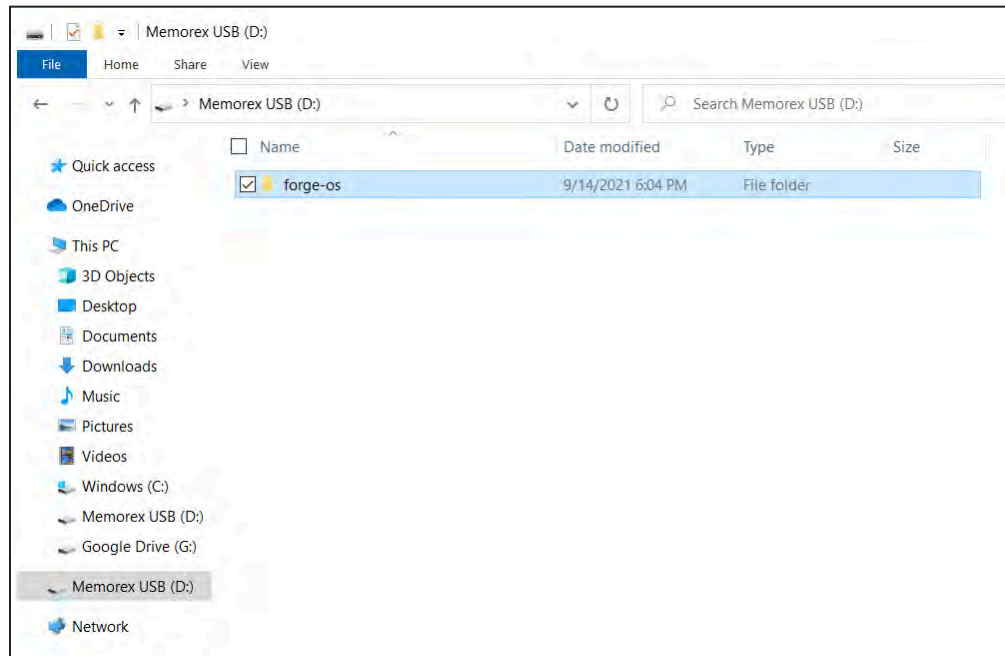 Memorex USB (D:)
File Home Share View
Memorex USB (D:) Search Memorex USB (D:)
Name Date modified Type Size
forge-os 9/14/2021 6:04 PM File folder
Quick access
OneDrive
This PC
3D Objects
Desktop
Documents
Downloads
Music
Pictures
Videos
Windows (C:)
Memorex USB (D:)
Google Drive (G:)
Memorex USB (D:)
Network